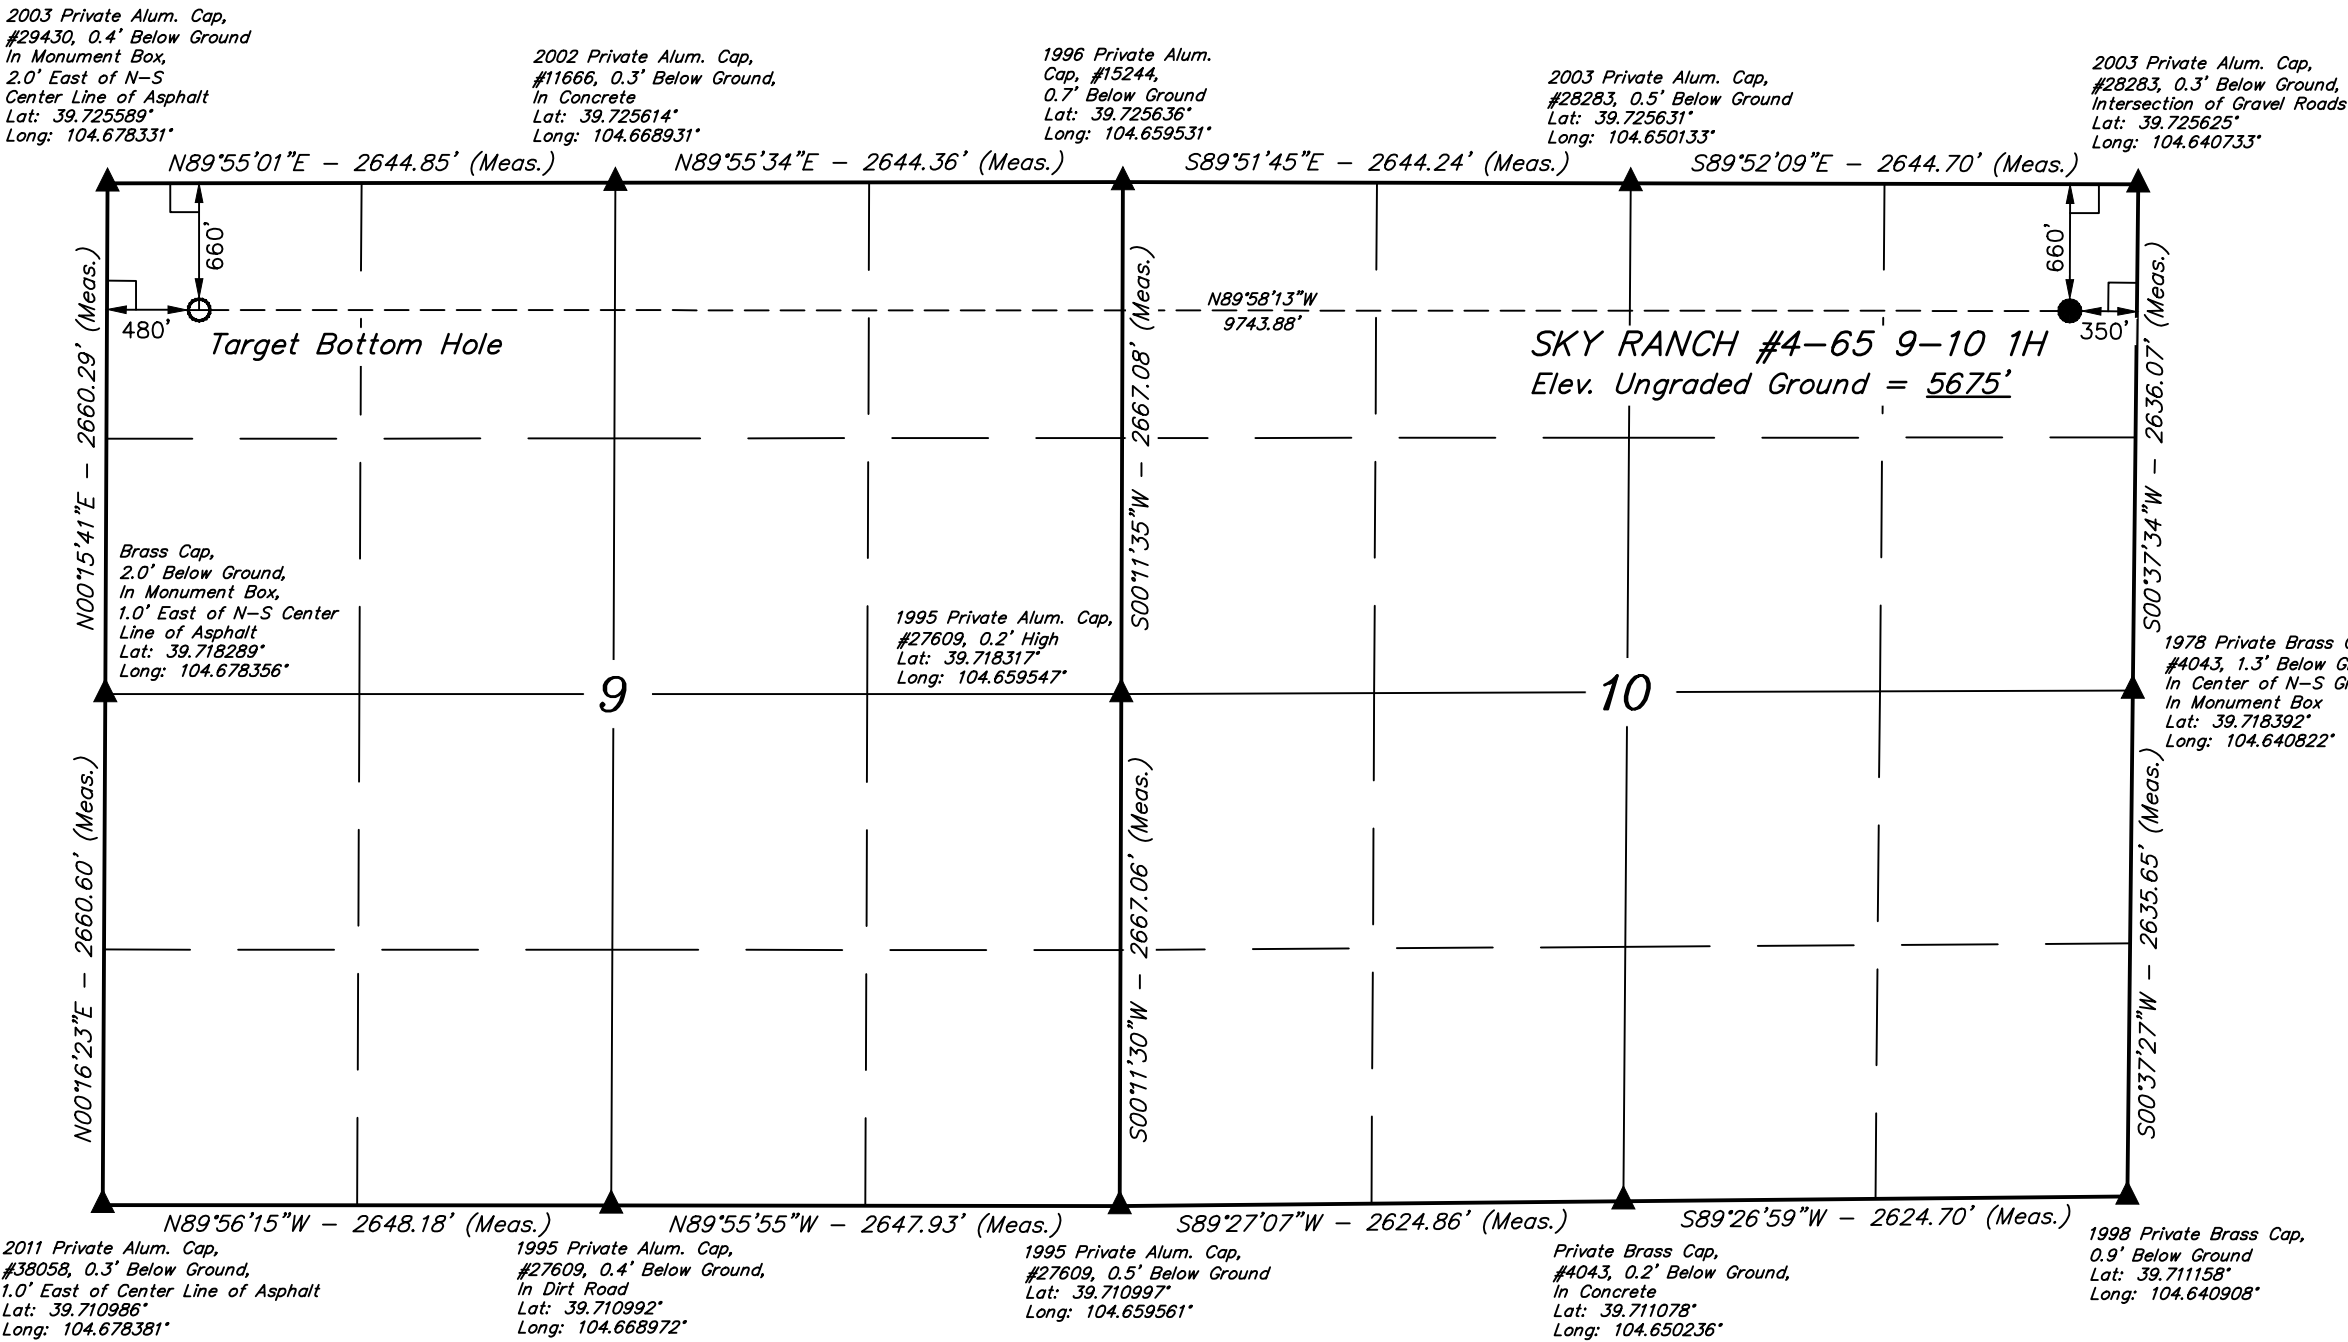 2003 Private Alum. Cap,
#29430, 0.4' Below Ground
In Monument Box,
2.0' East of N–S
Center Line of Asphalt
Lat: 39.725589°
Long: 104.678331°
2002 Private Alum. Cap,
#11666, 0.3' Below Ground,
In Concrete
Lat: 39.725614°
Long: 104.668931°
1996 Private Alum.
Cap, #15244,
0.7' Below Ground
Lat: 39.725636°
Long: 104.659531°
2003 Private Alum. Cap,
#28283, 0.5' Below Ground
Lat: 39.725631°
Long: 104.650133°
2003 Private Alum. Cap,
#28283, 0.3' Below Ground,
Intersection of Gravel Roads
Lat: 39.725625°
Long: 104.640733°
N89°55'01"E – 2644.85' (Meas.)
N89°55'34"E – 2644.36' (Meas.)
S89°51'45"E – 2644.24' (Meas.)
S89°52'09"E – 2644.70' (Meas.)
660'
480'
Target Bottom Hole
N89°58'13"W
9743.88'
660'
350'
SKY RANCH #4–65 9–10 1H
Elev. Ungraded Ground = 5675'
N00°15'41"E – 2660.29' (Meas.)
S00°11'35"W – 2667.08' (Meas.)
S00°37'34"W – 2636.07' (Meas.)
Brass Cap,
2.0' Below Ground,
In Monument Box,
1.0' East of N–S Center
Line of Asphalt
Lat: 39.718289°
Long: 104.678356°
1995 Private Alum. Cap,
#27609, 0.2' High
Lat: 39.718317°
Long: 104.659547°
1978 Private Brass
#4043, 1.3' Below
In Center of N–S
In Monument Box
Lat: 39.718392°
Long: 104.640822°
9
10
N00°16'23"E – 2660.60' (Meas.)
S00°11'30"W – 2667.06' (Meas.)
S00°37'27"W – 2635.65' (Meas.)
N89°56'15"W – 2648.18' (Meas.)
N89°55'55"W – 2647.93' (Meas.)
S89°27'07"W – 2624.86' (Meas.)
S89°26'59"W – 2624.70' (Meas.)
2011 Private Alum. Cap,
#38058, 0.3' Below Ground,
1.0' East of Center Line of Asphalt
Lat: 39.710986°
Long: 104.678381°
1995 Private Alum. Cap,
#27609, 0.4' Below Ground,
In Dirt Road
Lat: 39.710992°
Long: 104.668972°
1995 Private Alum. Cap,
#27609, 0.5' Below Ground
Lat: 39.710997°
Long: 104.659561°
Private Brass Cap,
#4043, 0.2' Below Ground,
In Concrete
Lat: 39.711078°
Long: 104.650236°
1998 Private Brass Cap,
0.9' Below Ground
Lat: 39.711158°
Long: 104.640908°